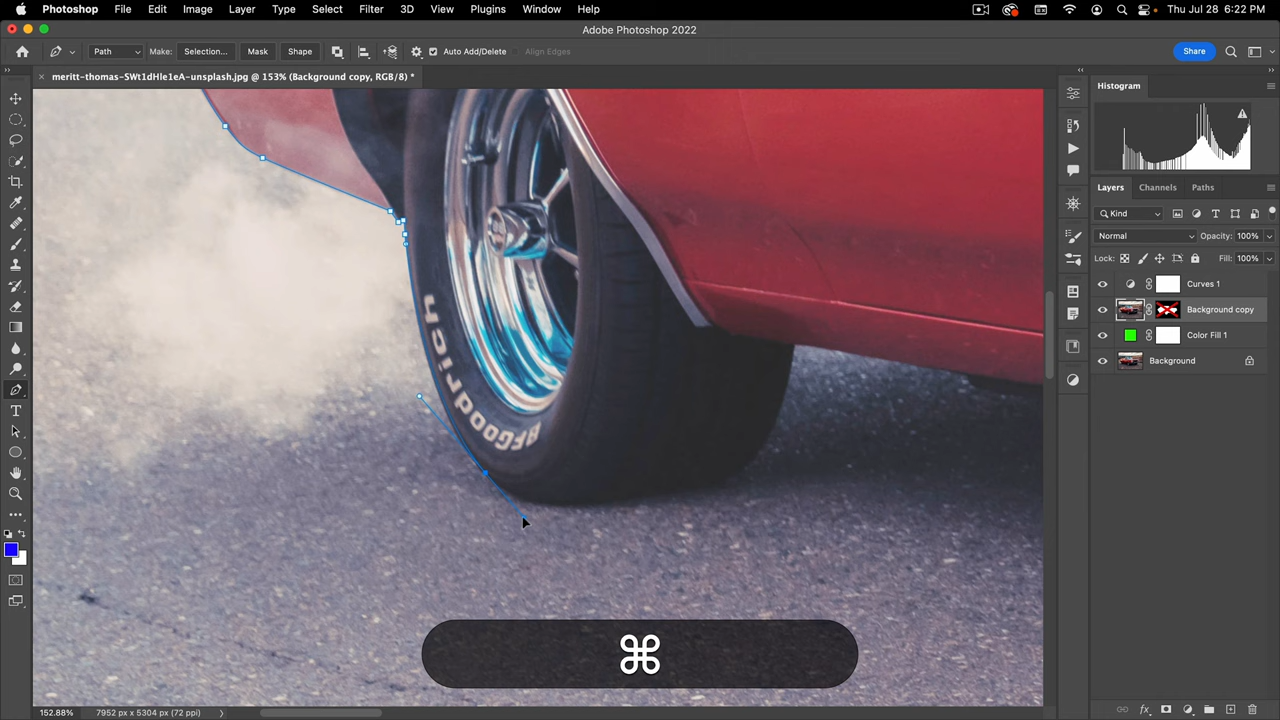 Photoshop File Edit Image Layer Type Select Filter 3D View Plugins Window Help Thu Jul 28 6:22 PM
Adobe Photoshop 2022
Path Make: Selection... Mask Shape Auto Add/Delete Align Edges Share
meritt-thomas-SWt1dHle1eA-unsplash.jpg @ 153% (Background copy, RGB/8) *
Histogram
Layers Channels Paths
Kind
Normal Opacity: 100%
Lock: Fill: 100%
Curves 1
Background copy
Color Fill 1
Background
BFGoodrich
⌘
152.88% 7952 px x 5304 px (72 ppi)